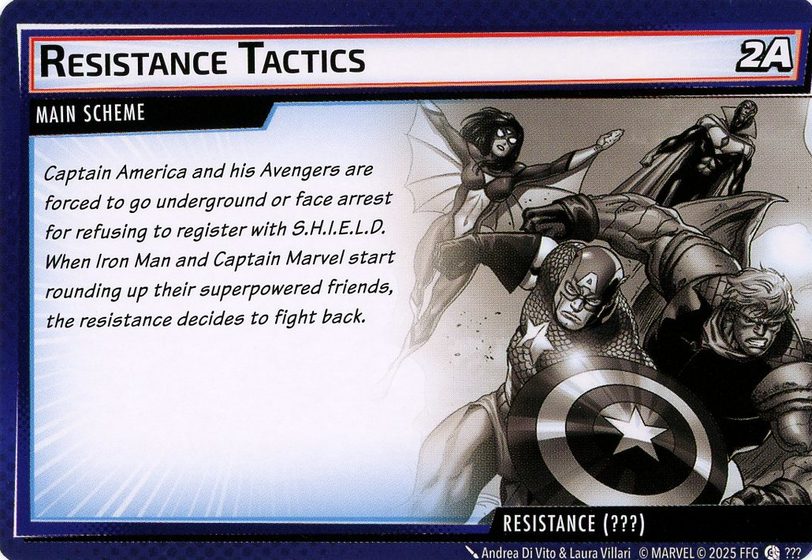 Resistance Tactics
2A
MAIN SCHEME
Captain America and his Avengers are
forced to go underground or face arrest
for refusing to register with S.H.I.E.L.D.
When Iron Man and Captain Marvel start
rounding up their superpowered friends,
the resistance decides to fight back.
A
RESISTANCE (???)
Andrea Di Vito & Laura Villari © MARVEL © 2025 FFG ???